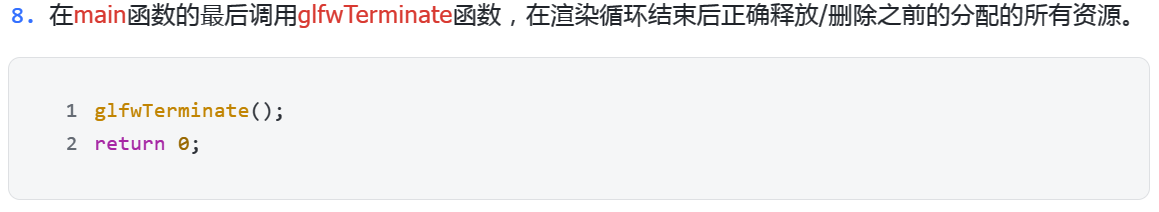 8. 在main函数的最后调用glfwTerminate函数，在渲染循环结束后正确释放/删除之前的分配的所有资源。
1 glfwTerminate();
2 return 0;